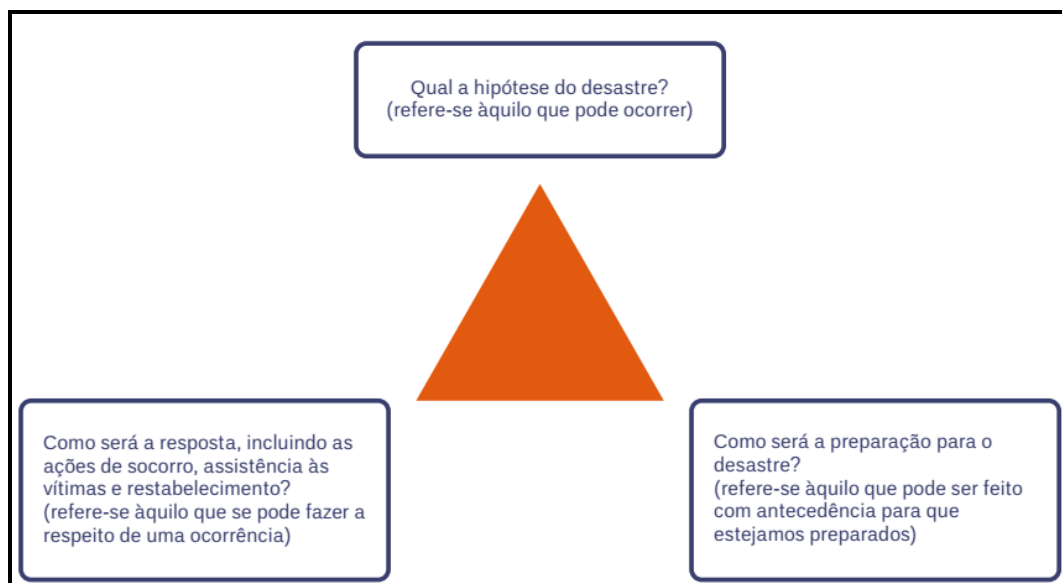 Qual a hipótese do desastre?
(refere-se àquilo que pode ocorrer)
Como será a resposta, incluindo as
ações de socorro, assistência às
vítimas e restabelecimento?
(refere-se àquilo que se pode fazer a
respeito de uma ocorrência)
Como será a preparação para o
desastre?
(refere-se àquilo que pode ser feito
com antecedência para que
estejamos preparados)